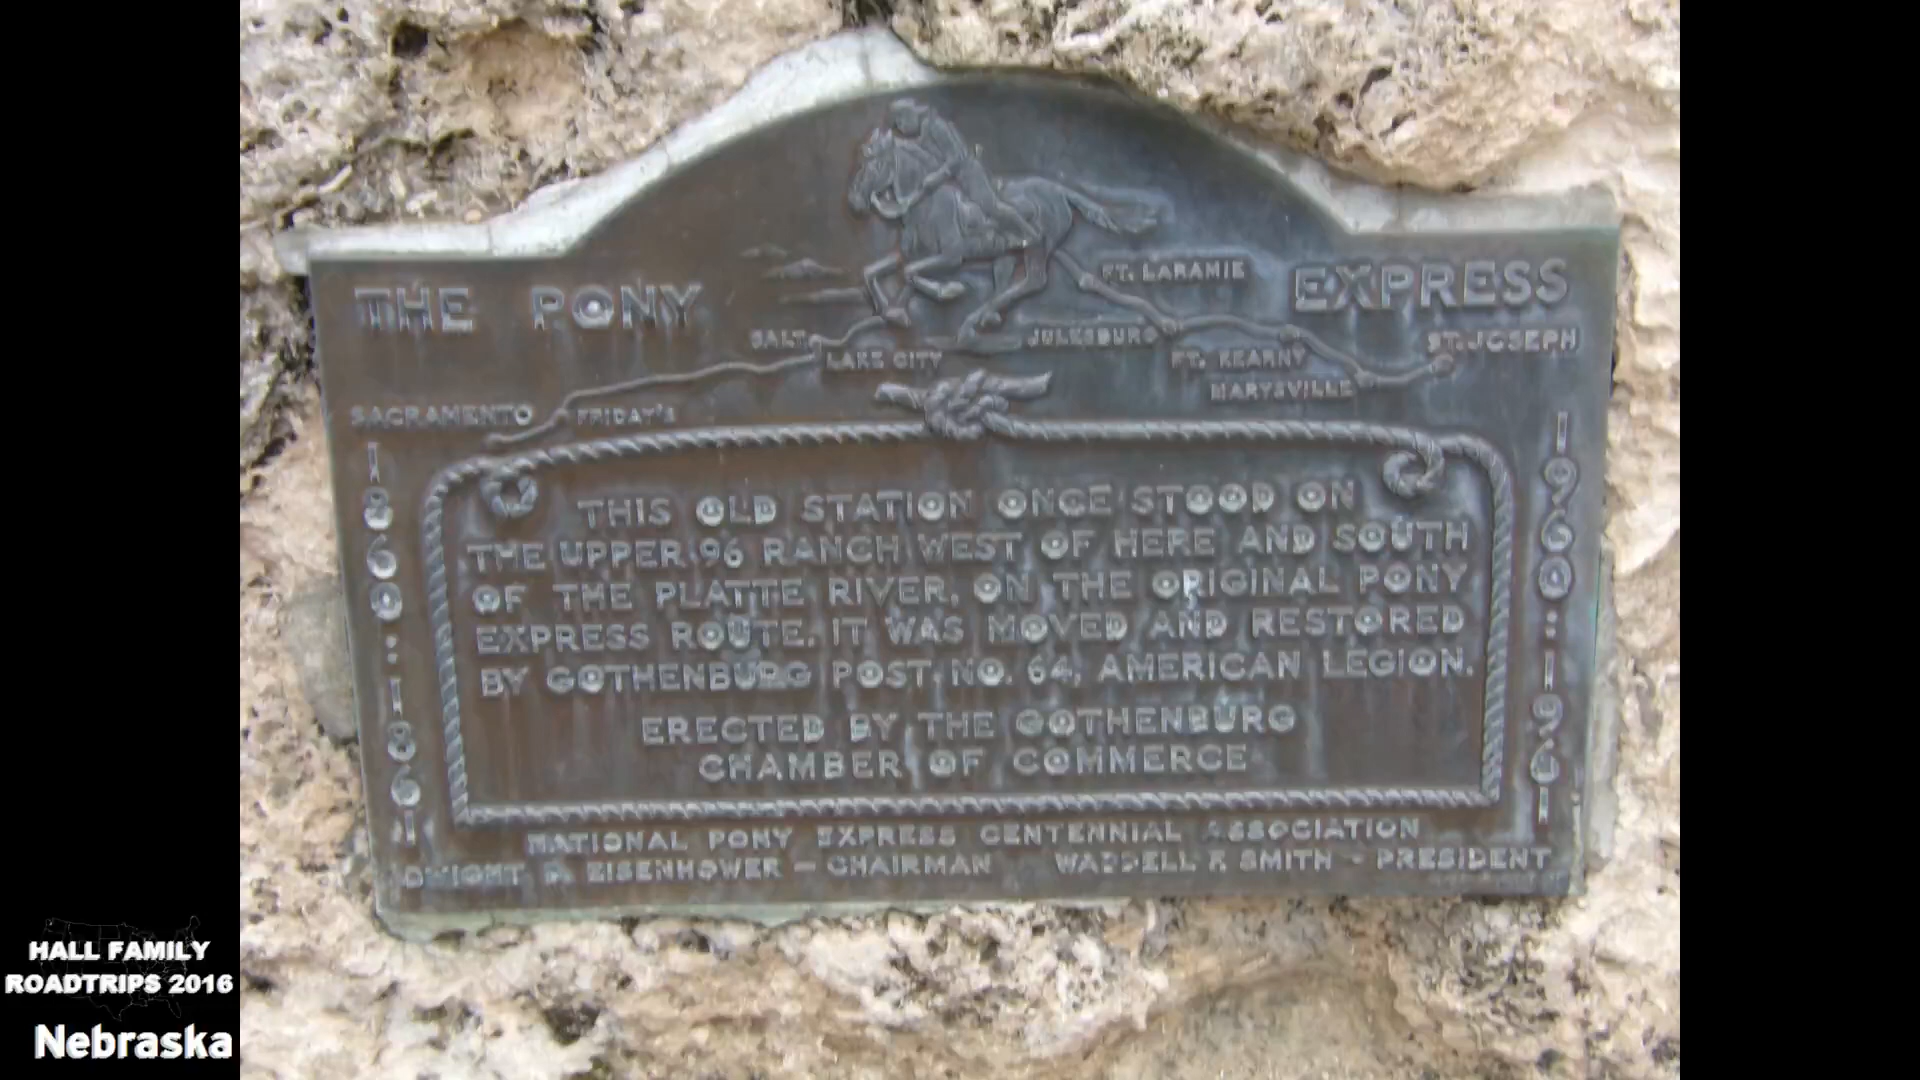 THE PONY EXPRESS
FT. LARAMIE
SALT
LAKE CITY
JULESBURG
FT. KEARNY
MARYSVILLE
ST. JOSEPH
SACRAMENTO
FRIDAY'S
1860::1861
1960::1961
THIS OLD STATION ONCE STOOD ON
THE UPPER 96 RANCH WEST OF HERE AND SOUTH
OF THE PLATTE RIVER, ON THE ORIGINAL PONY
EXPRESS ROUTE. IT WAS MOVED AND RESTORED
BY GOTHENBURG POST NO. 64, AMERICAN LEGION.
ERECTED BY THE GOTHENBURG
CHAMBER OF COMMERCE
NATIONAL PONY EXPRESS CENTENNIAL ASSOCIATION
DWIGHT D. EISENHOWER – CHAIRMAN WADDELL F. SMITH - PRESIDENT
HALL FAMILY
ROADTRIPS 2016
Nebraska